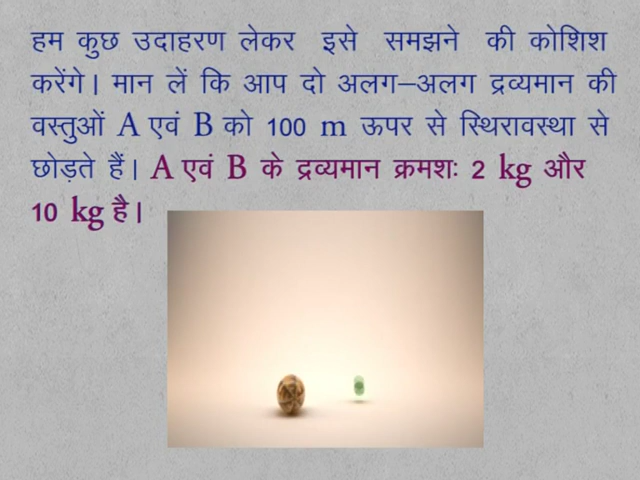 हम कुछ उदाहरण लेकर इसे समझने की कोशिश
करेंगे। मान लें कि आप दो अलग–अलग द्रव्यमान की
वस्तुओं A एवं B को 100 m ऊपर से स्थिरावस्था से
छोड़ते हैं। A एवं B के द्रव्यमान क्रमशः 2 kg और
10 kg है।